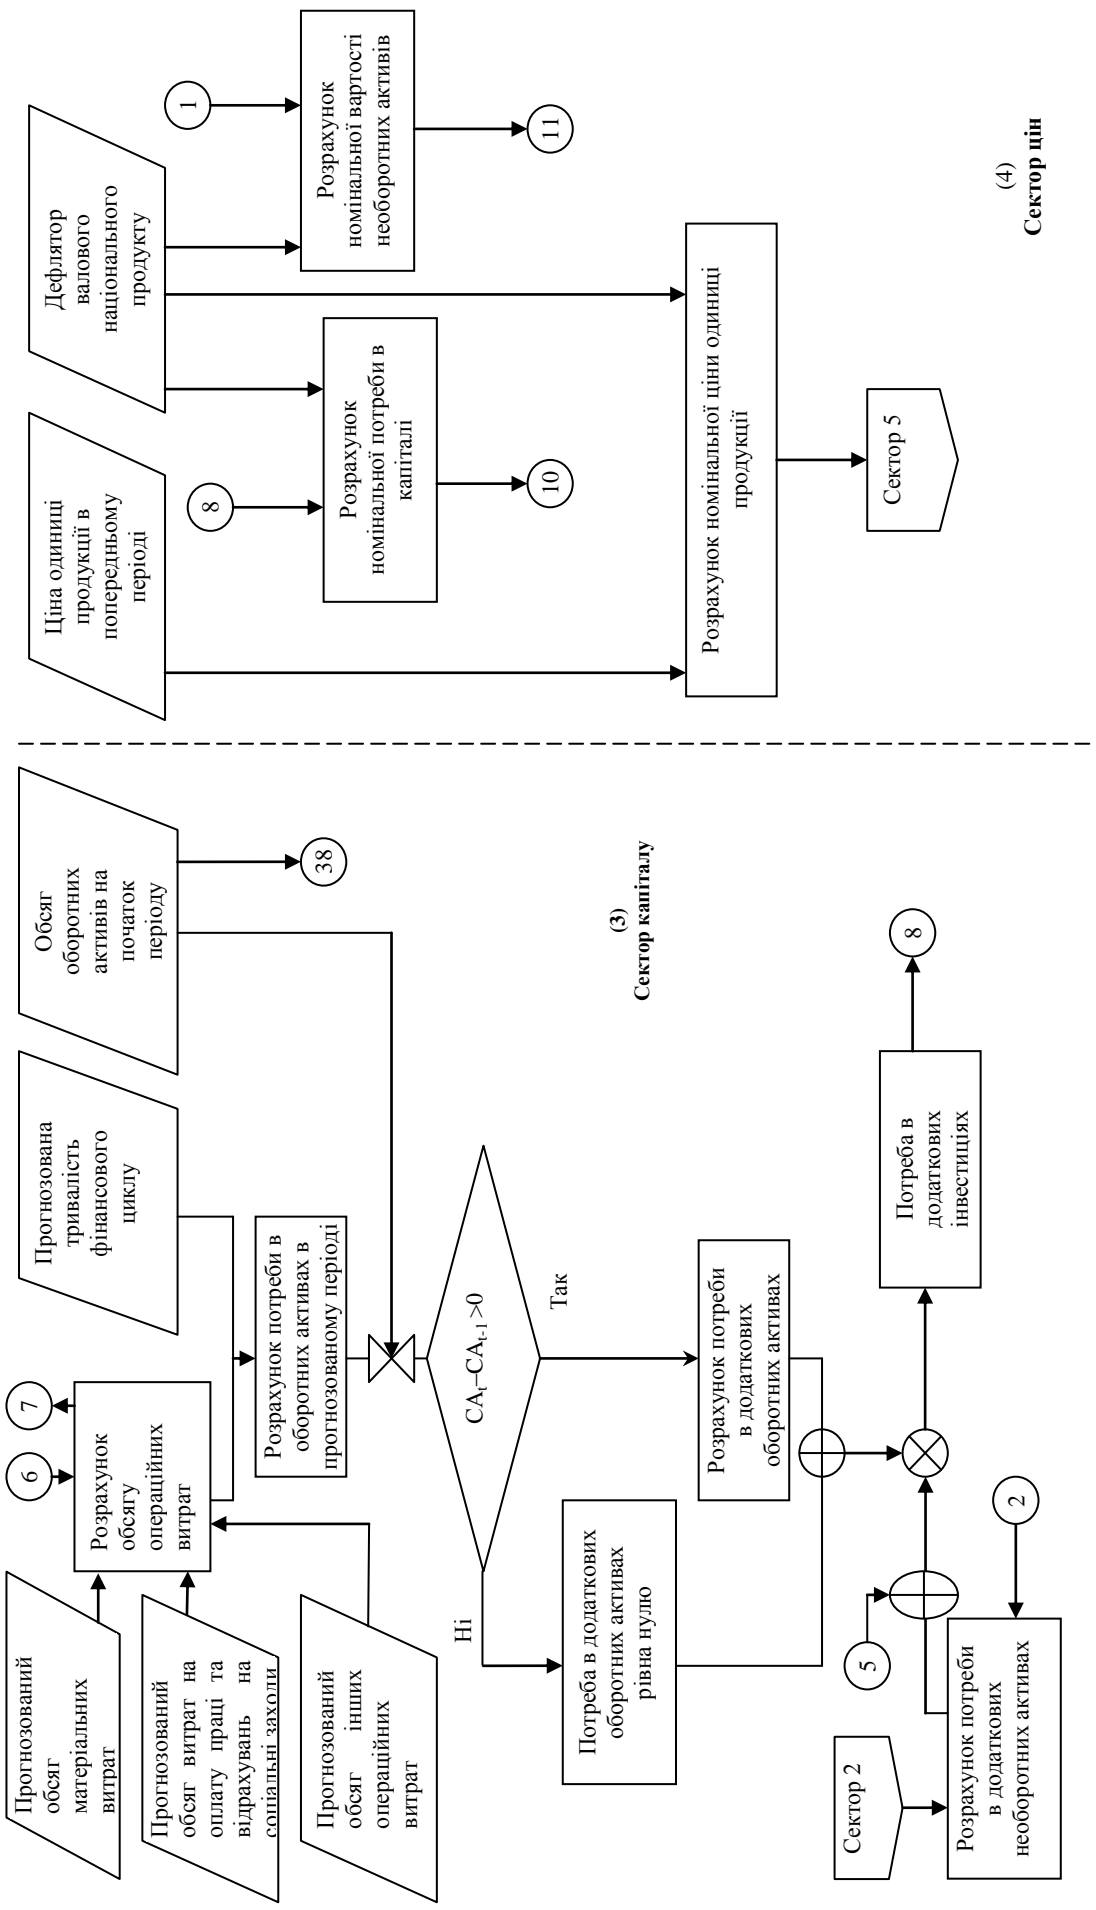 Прогнозований
обсяг
матеріальних
витрат
Прогнозований
обсяг витрат на
оплату праці та
відрахувань на
соціальні заходи
Прогнозований
обсяг інших
операційних
витрат
6
7
Розрахунок
обсягу
операційних
витрат
Прогнозована
тривалість
фінансового
циклу
Обсяг
оборотних
активів на
початок
періоду
38
Розрахунок потреби в
оборотних активах в
прогнозованому періоді
CAt–CAt-1 >0
Ні
Так
Потреба в додаткових
оборотних активах
рівна нулю
Розрахунок потреби
в додаткових
оборотних активах
Сектор 2
5
2
Розрахунок потреби
в додаткових
необоротних активах
Потреба в
додаткових
інвестиціях
8
(3)
Сектор капіталу
Ціна одиниці
продукції в
попередньому
періоді
Дефлятор
валового
національного
продукту
8
1
Розрахунок
номінальної потреби в
капіталі
10
Розрахунок
номінальної вартості
необоротних активів
11
Розрахунок номінальної ціни одиниці
продукції
Сектор 5
(4)
Сектор цін